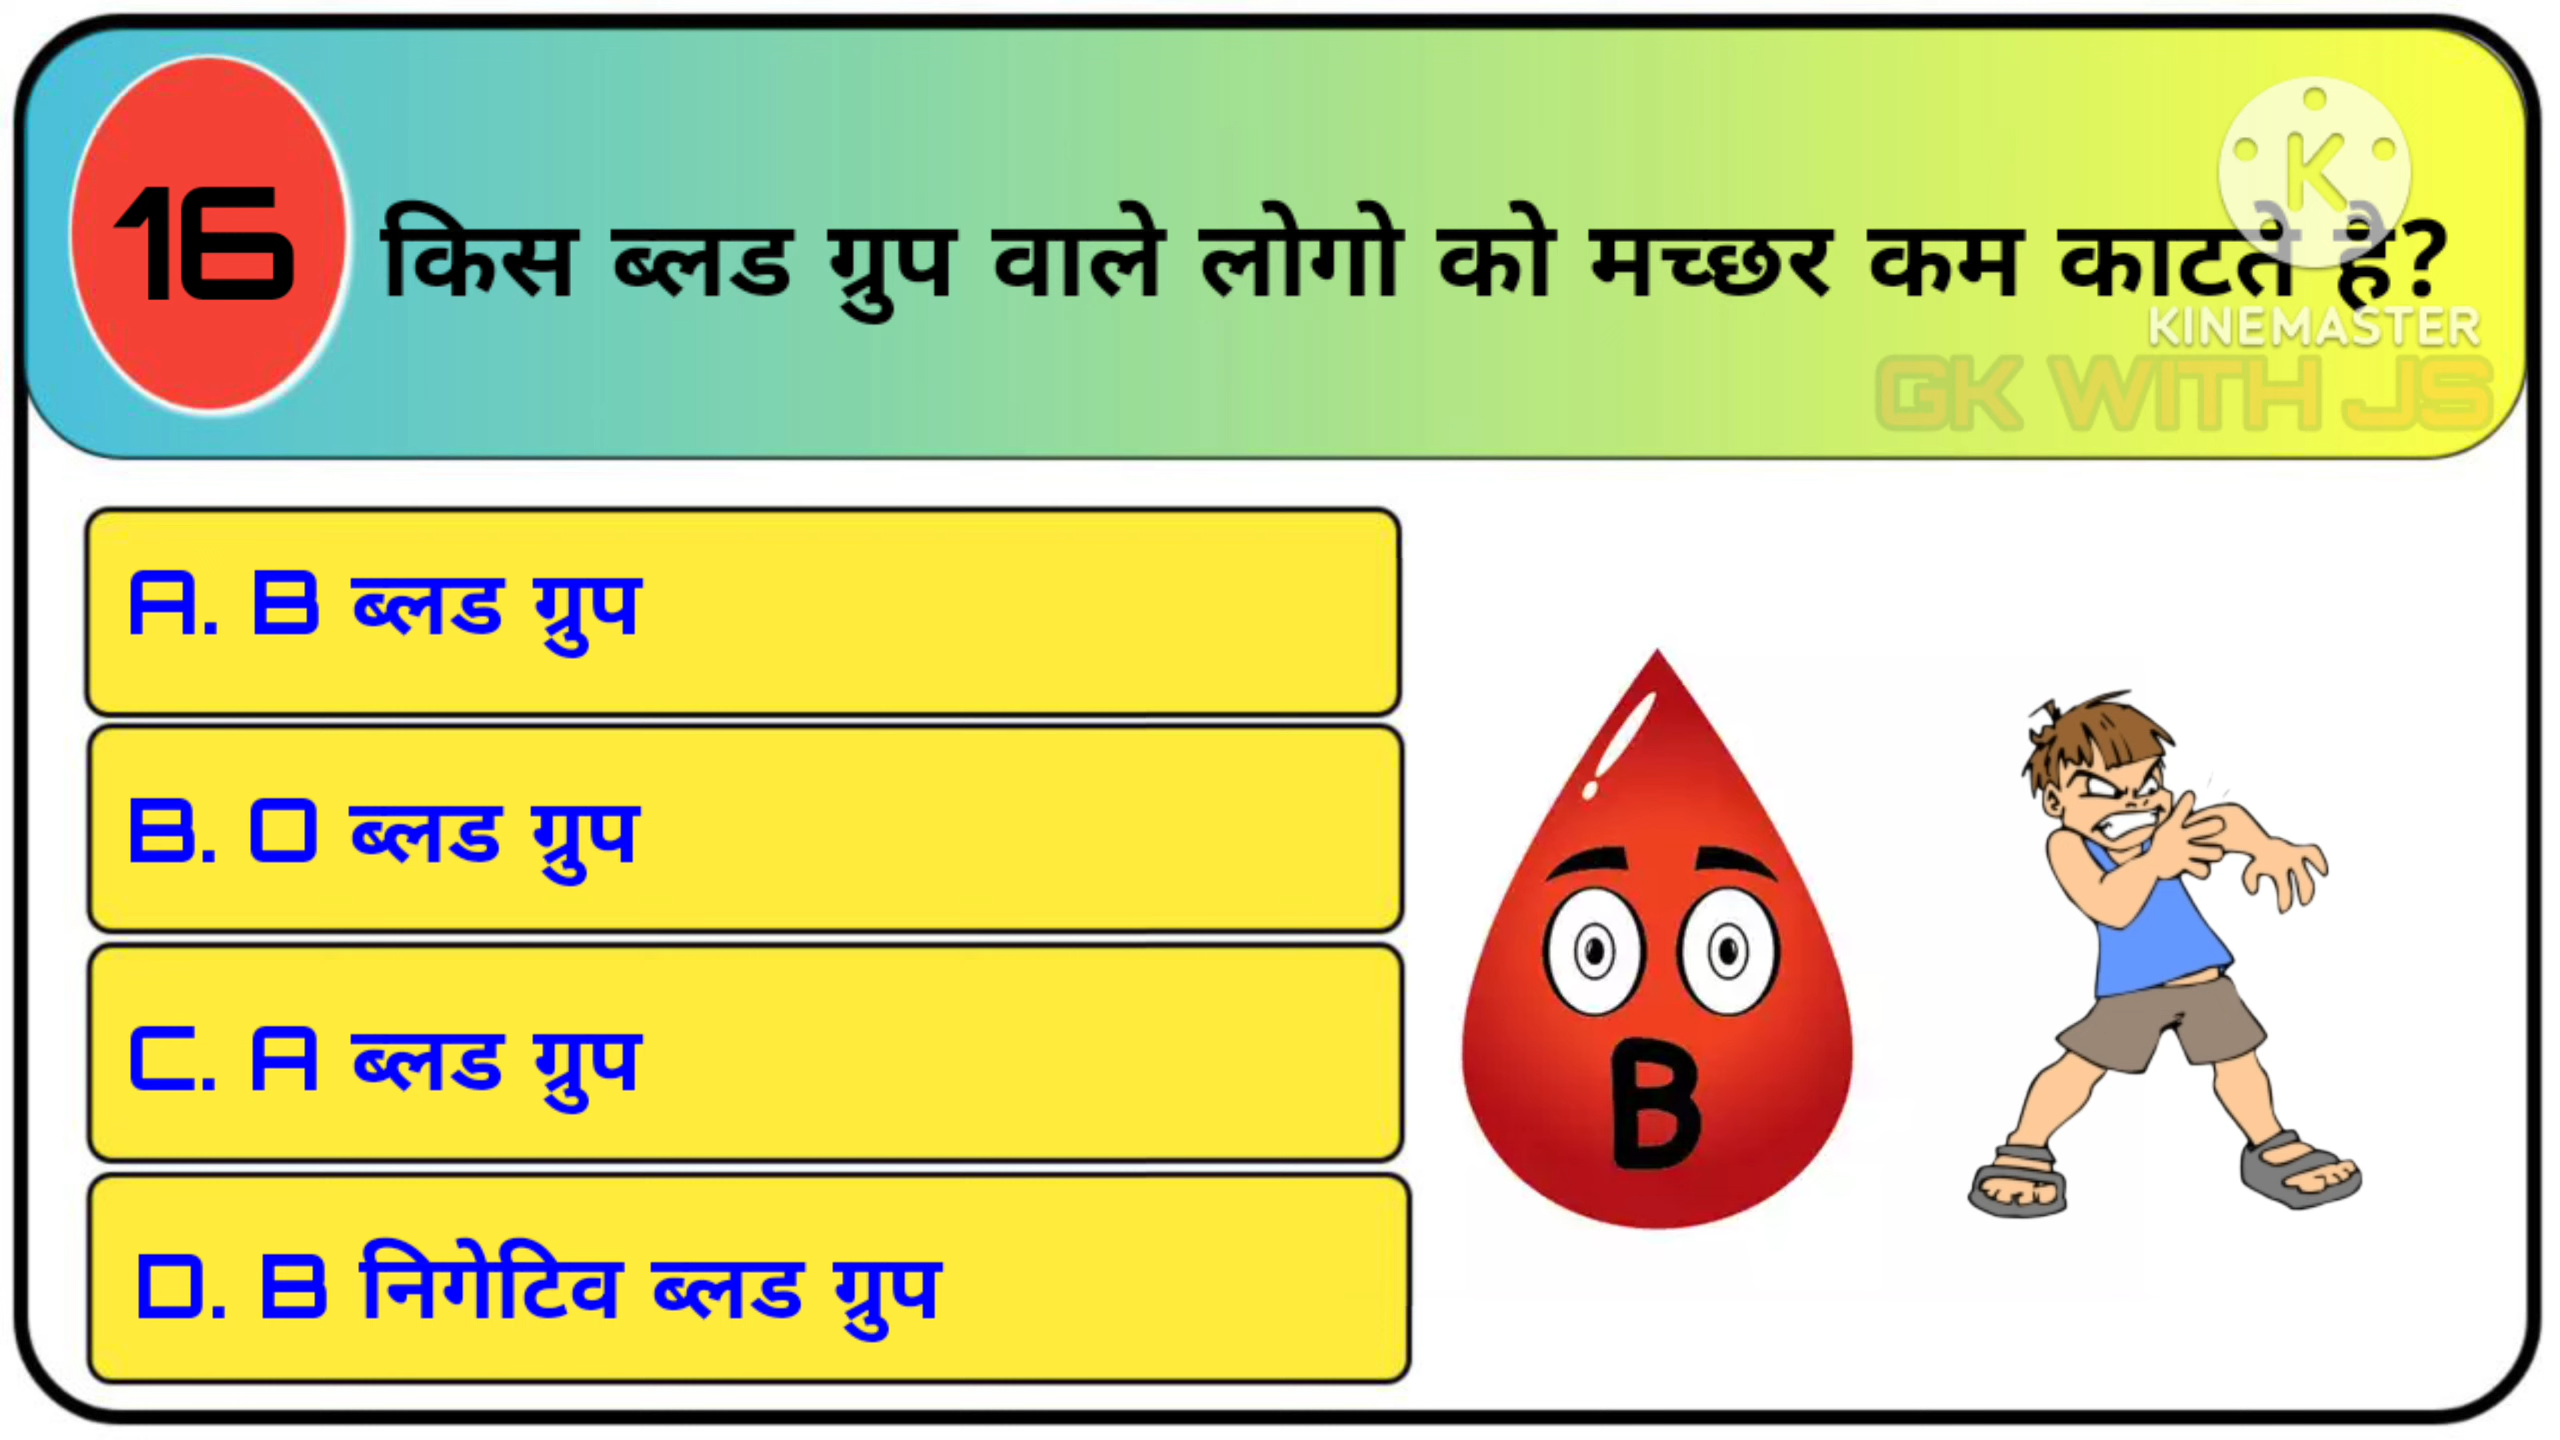 16
किस ब्लड ग्रुप वाले लोगो को मच्छर कम काटते है?
K
KINEMASTER
GK WITH JS
A. B ब्लड ग्रुप
B. O ब्लड ग्रुप
C. A ब्लड ग्रुप
D. B निगेटिव ब्लड ग्रुप
B